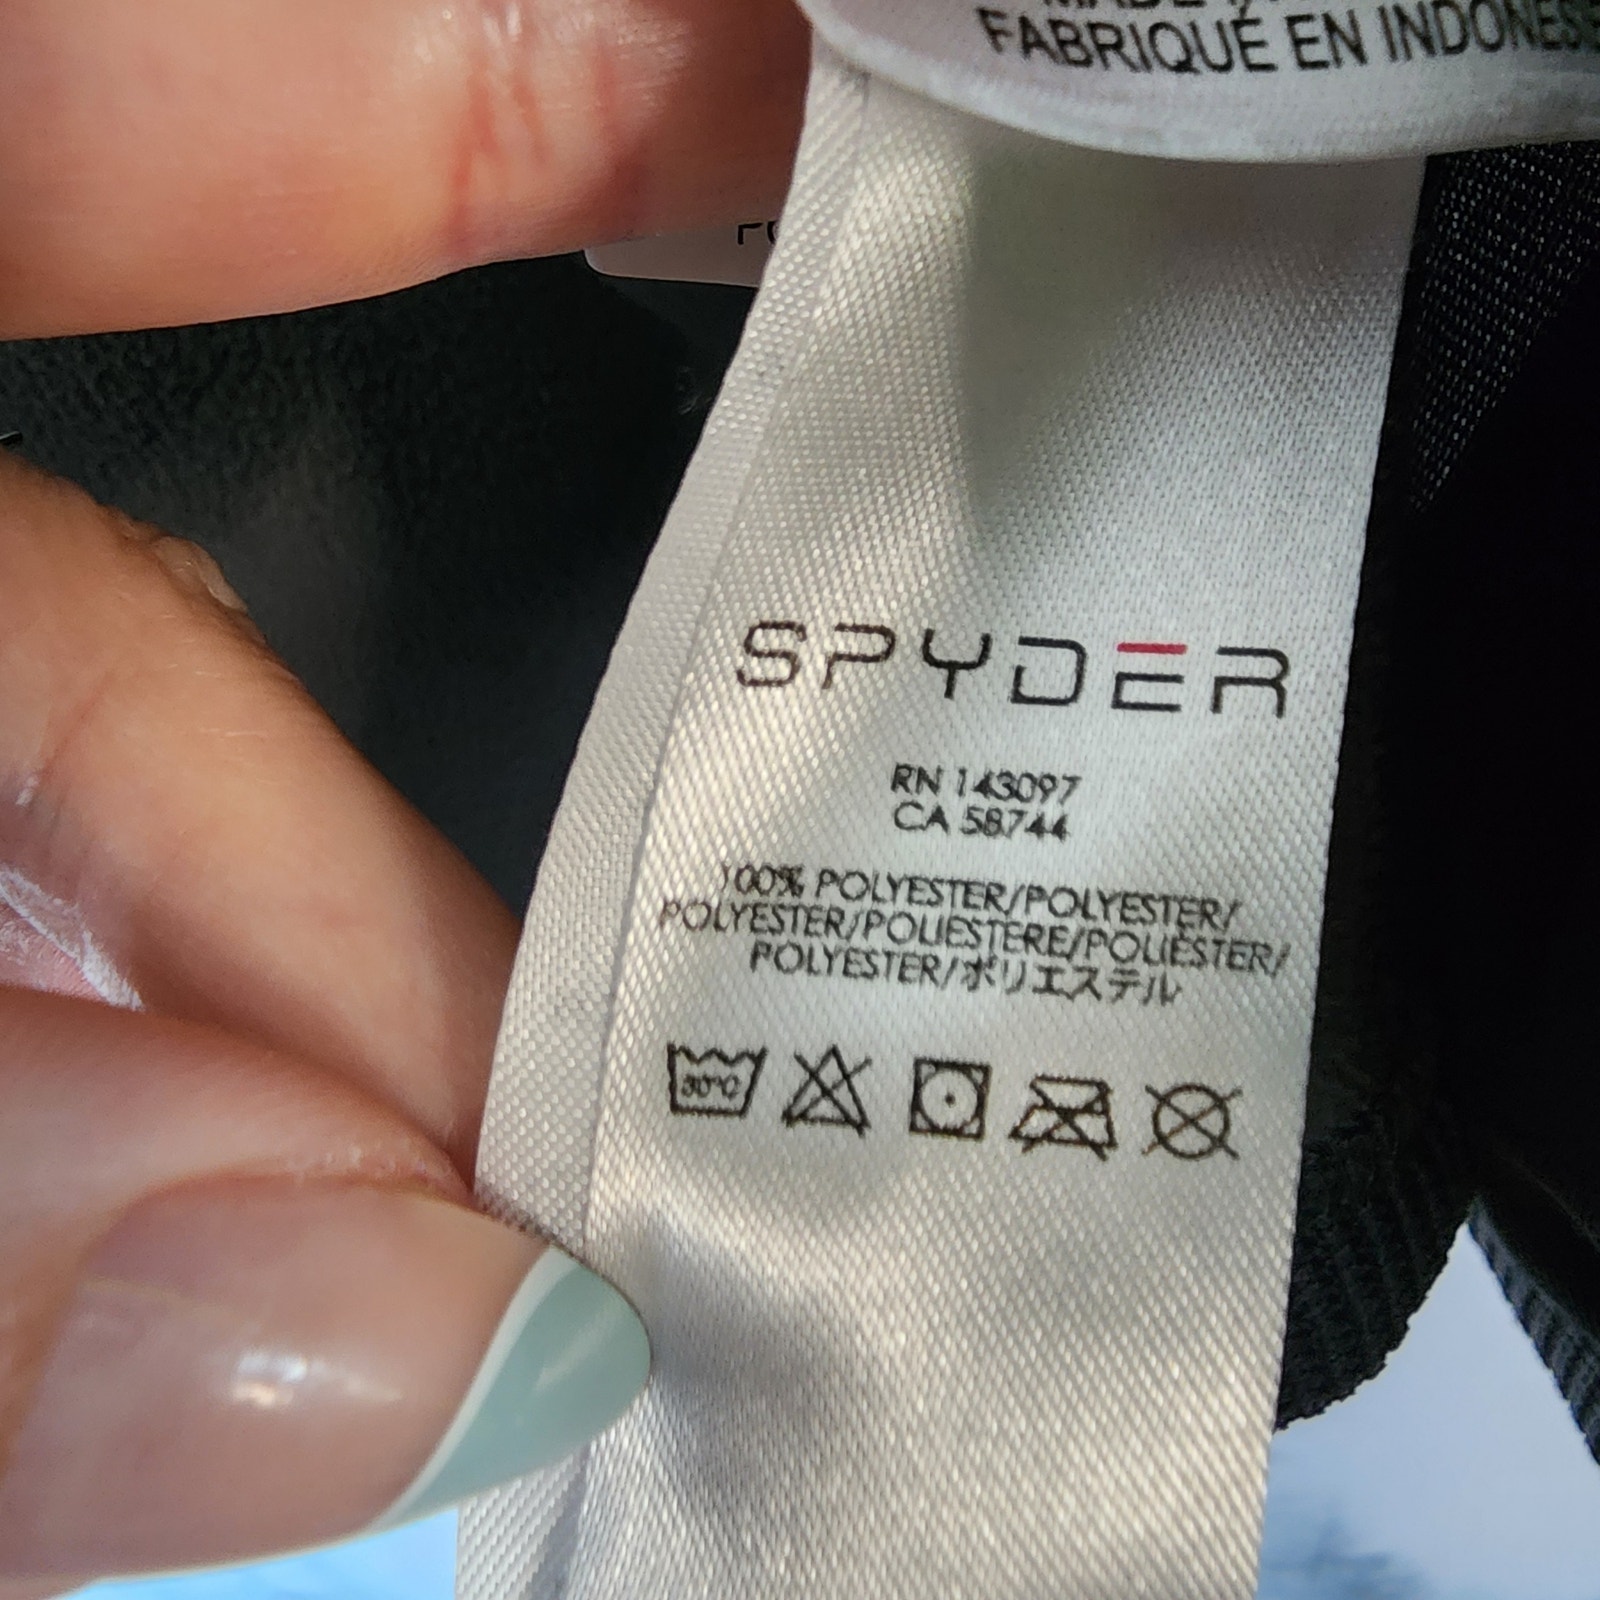 FABRIQUÉ EN INDONES
SPYDER
RN 143097
CA 58744
100% POLYESTER/POLYESTER/
POLYESTER/POLIESTERE/POLIÉSTER/
POLYESTER/ポリエステル
30°C